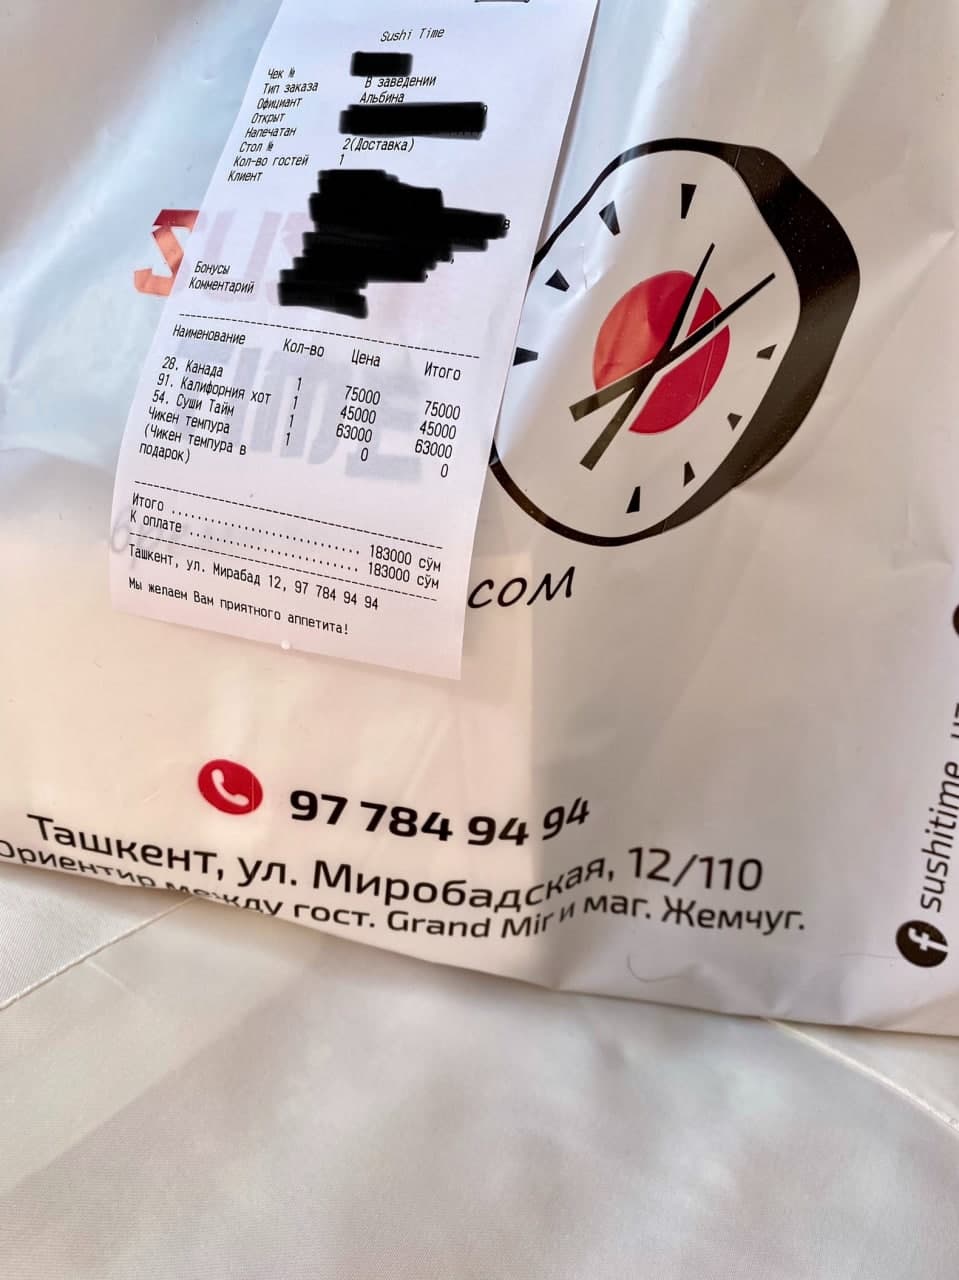 Sushi Time
Чек №
Тип заказа В заведении
Официант Альбина
Открыт
Напечатан
Стол № 2(Доставка)
Кол-во гостей 1
Клиент
в
Бонусы
Комментарий
Наименование Кол-во Цена Итого
28. Канада 1 75000 75000
91. Калифорния хот 1 45000 45000
54. Суши Тайм 1 63000 63000
Чикен темпура 1 0 0
(Чикен темпура в
подарок)
Итого .......................... 183000 сўм
К оплате ....................... 183000 сўм
Ташкент, ул. Мирабад 12, 97 784 94 94
Мы желаем Вам приятного аппетита!
.com
97 784 94 94
Ташкент, ул. Миробадская, 12/110
Ориентир между гост. Grand Mir и маг. Жемчуг.
sushitime